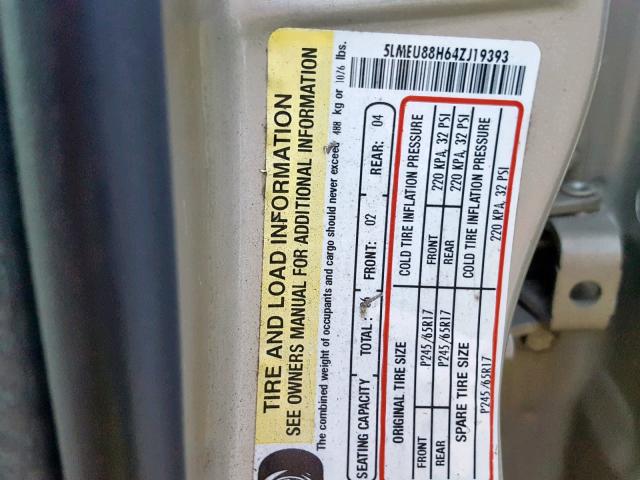 TIRE AND LOAD INFORMATION
SEE OWNERS MANUAL FOR ADDITIONAL INFORMATION
The combined weight of occupants and cargo should never exceed 488 kg or 1076 lbs.
SEATING CAPACITY TOTAL: 6 FRONT: 02 REAR: 04
ORIGINAL TIRE SIZE COLD TIRE INFLATION PRESSURE
P245/65R17 FRONT 220 KPA, 32 PSI
P245/65R17 REAR 220 KPA, 32 PSI
SPARE TIRE SIZE COLD TIRE INFLATION PRESSURE
P245/65R17 220 KPA, 32 PSI
5LMEU88H64ZJ19393